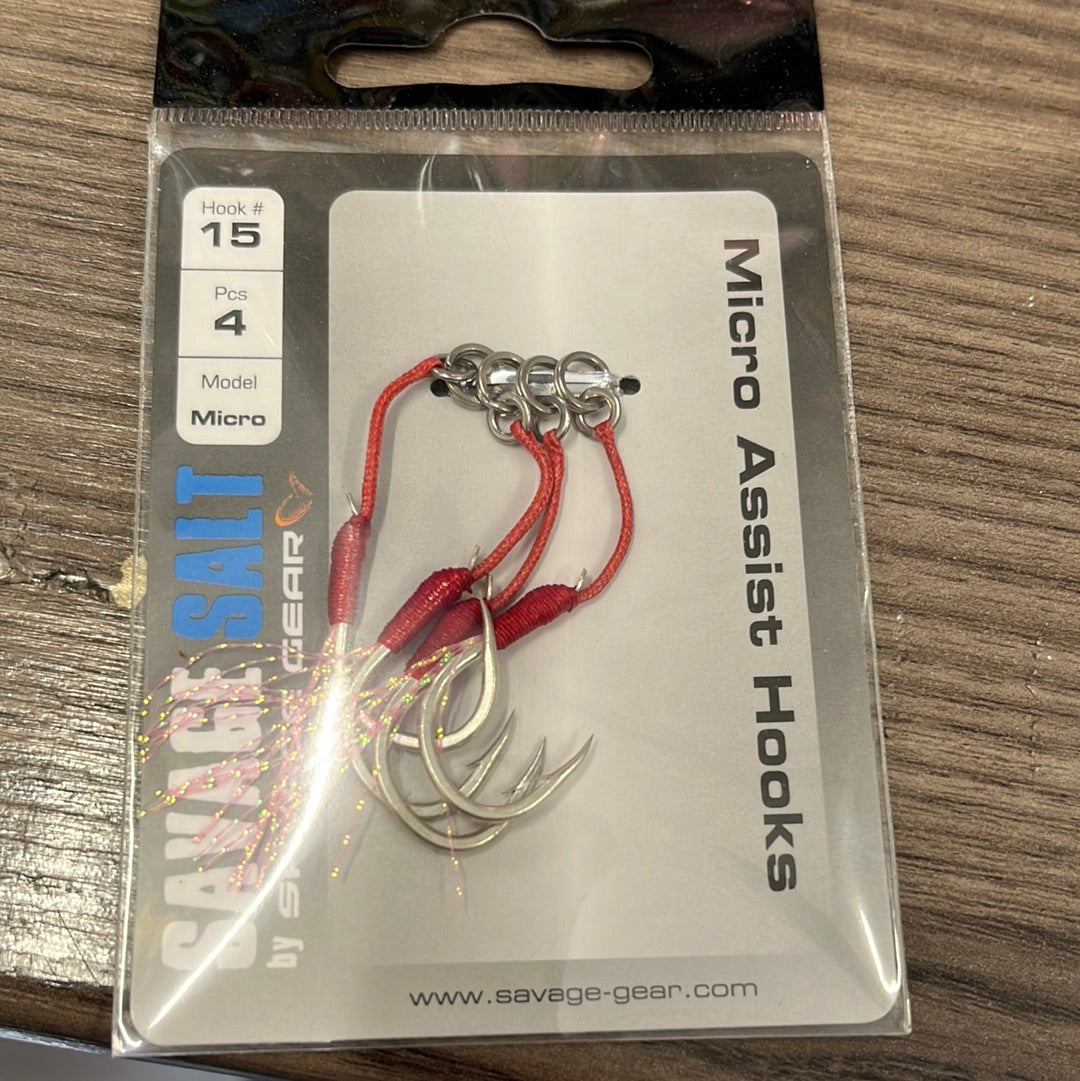 Hook #
15
Pcs
4
Model
Micro
SAVAGE SALT
by SAVAGE GEAR
Micro Assist Hooks
www.savage-gear.com